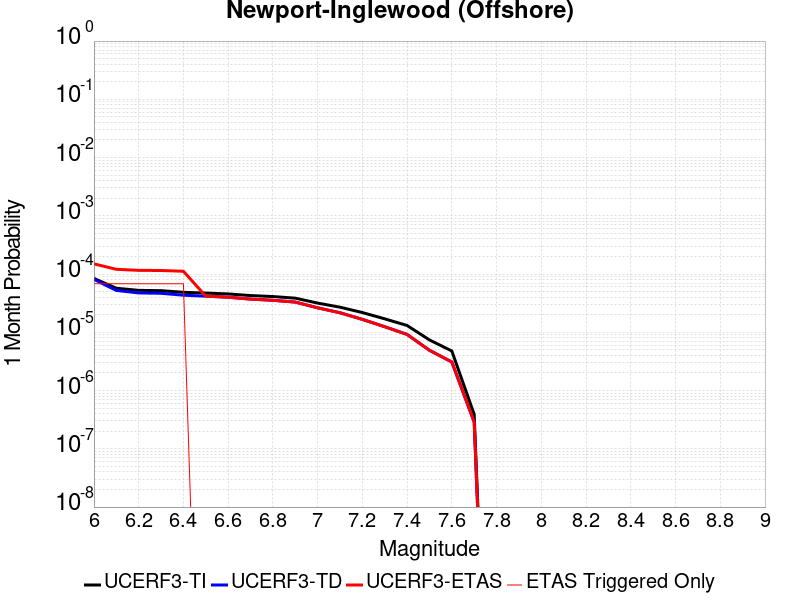 Newport-Inglewood (Offshore)
10^0
10^-1
10^-2
10^-3
10^-4
10^-5
10^-6
10^-7
10^-8
1 Month Probability
6 6.2 6.4 6.6 6.8 7 7.2 7.4 7.6 7.8 8 8.2 8.4 8.6 8.8 9
Magnitude
UCERF3-TI UCERF3-TD UCERF3-ETAS ETAS Triggered Only